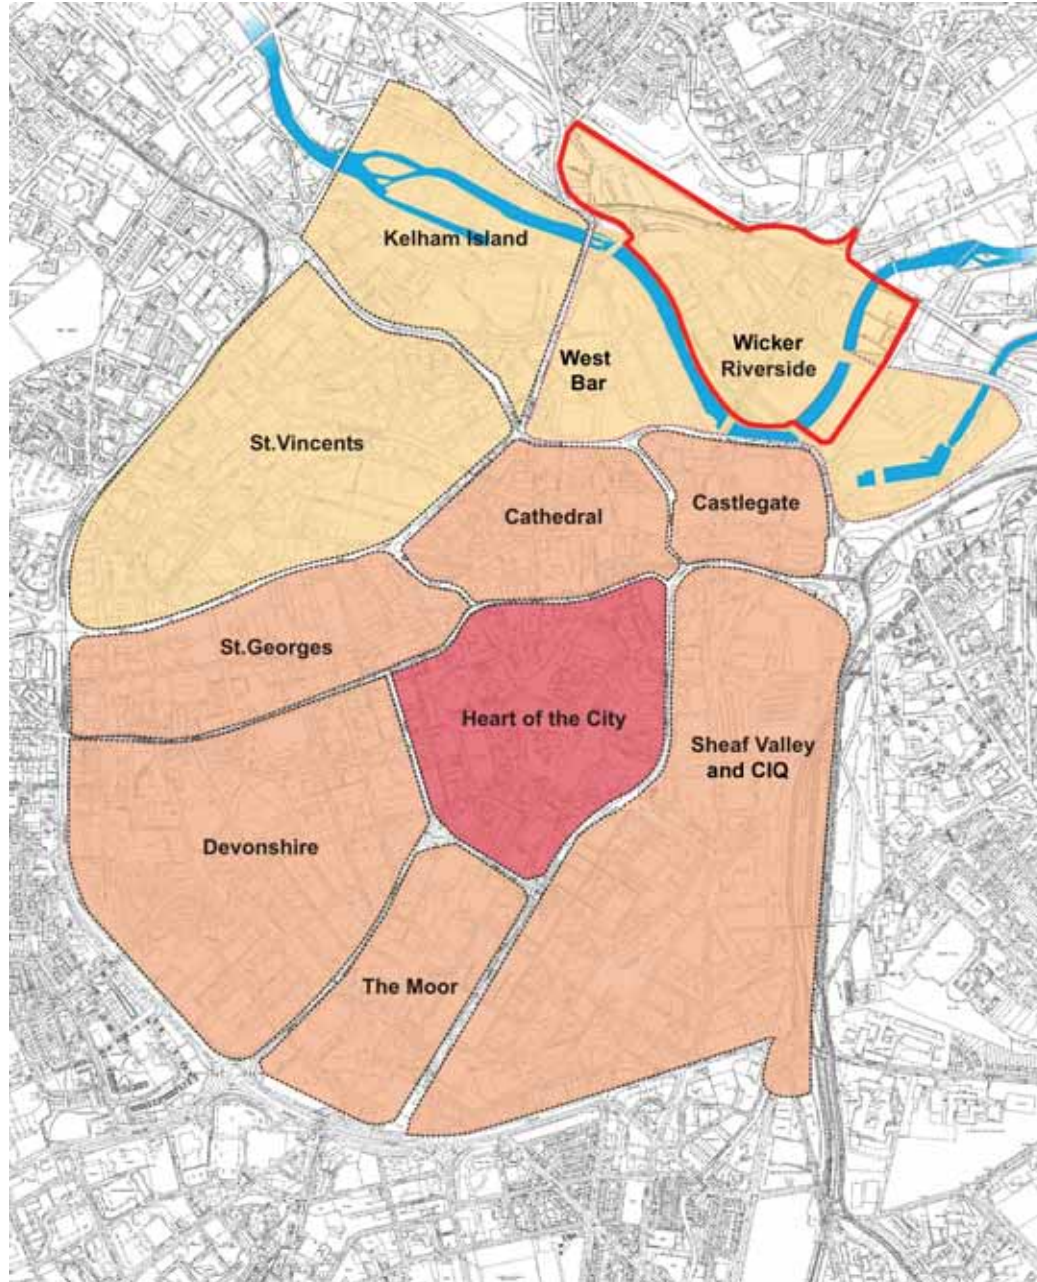 Kelham Island
West
Bar
Wicker
Riverside
St.Vincents
Cathedral
Castlegate
St.Georges
Heart of the City
Sheaf Valley
and CIQ
Devonshire
The Moor